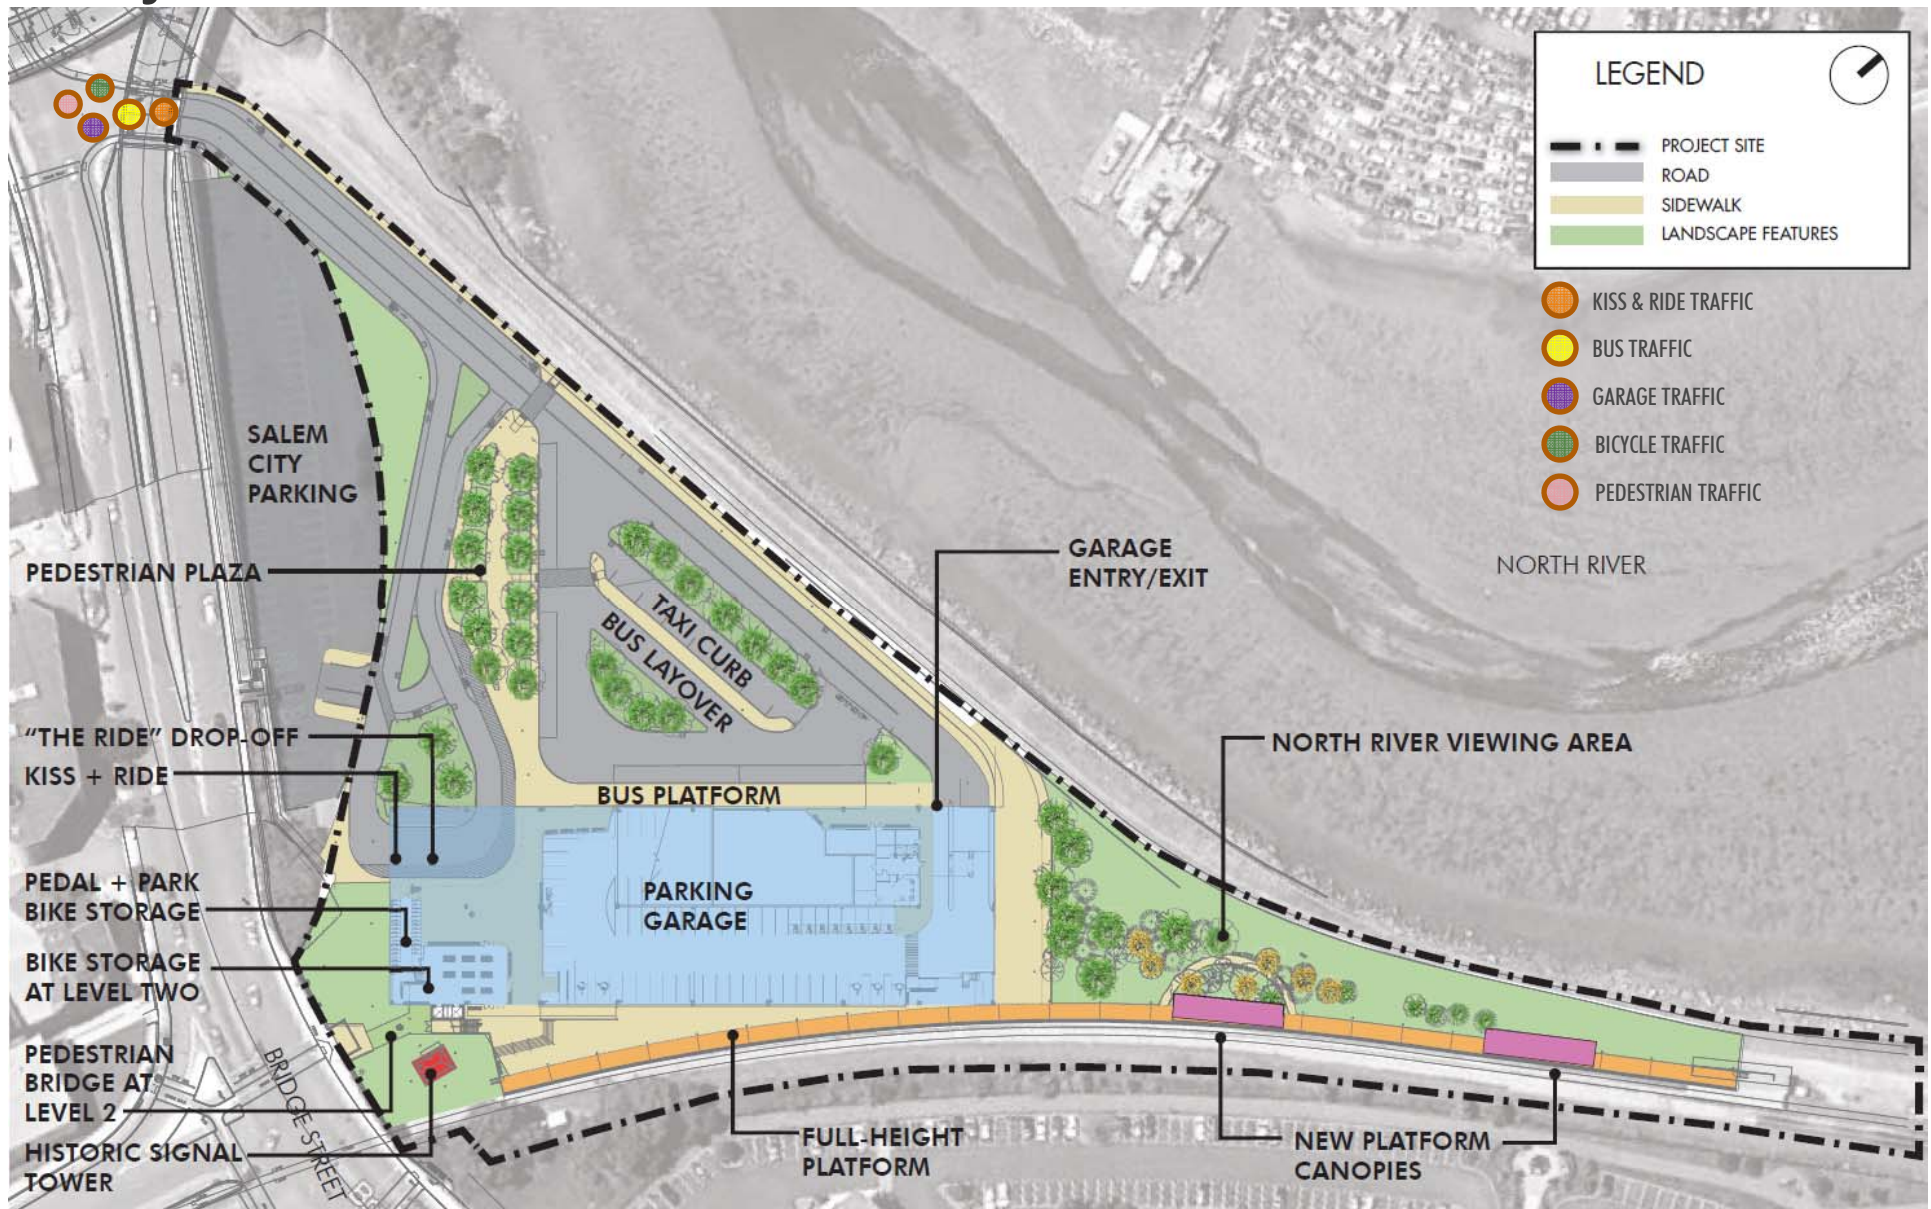 LEGEND
PROJECT SITE
ROAD
SIDEWALK
LANDSCAPE FEATURES
KISS & RIDE TRAFFIC
BUS TRAFFIC
GARAGE TRAFFIC
BICYCLE TRAFFIC
PEDESTRIAN TRAFFIC
NORTH RIVER
SALEM
CITY
PARKING
PEDESTRIAN PLAZA
GARAGE
ENTRY/EXIT
TAXI CURB
BUS LAYOVER
"THE RIDE" DROP-OFF
KISS + RIDE
NORTH RIVER VIEWING AREA
BUS PLATFORM
PARKING
GARAGE
PEDAL + PARK
BIKE STORAGE
BIKE STORAGE
AT LEVEL TWO
PEDESTRIAN
BRIDGE AT
LEVEL 2
BRIDGE STREET
HISTORIC SIGNAL
TOWER
FULL-HEIGHT
PLATFORM
NEW PLATFORM
CANOPIES